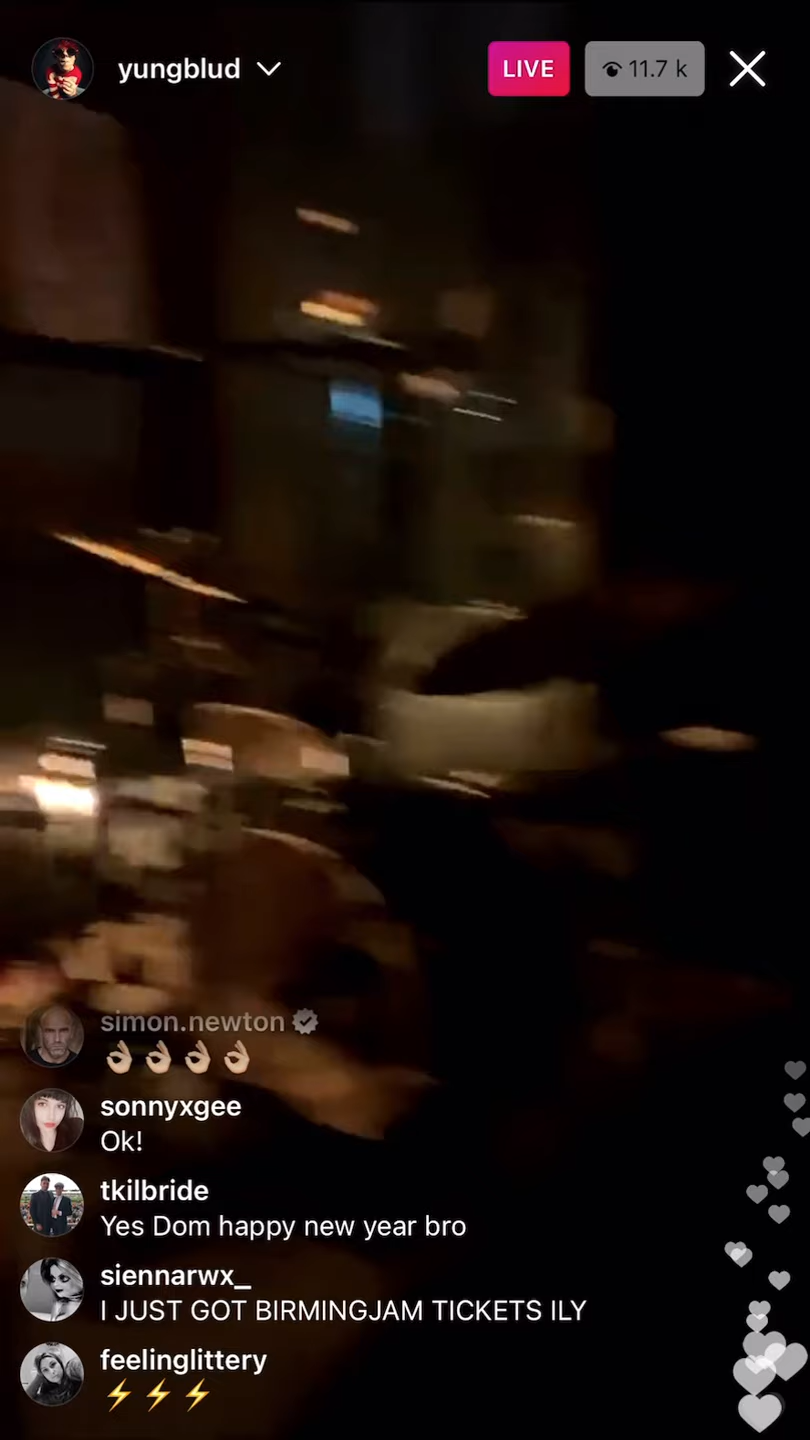 yungblud
LIVE
11.7 k
simon.newton
👌🏼👌🏼👌🏼👌🏼
sonnyxgee
Ok!
tkilbride
Yes Dom happy new year bro
siennarwx_
I JUST GOT BIRMINGJAM TICKETS ILY
feelinglittery
⚡⚡⚡